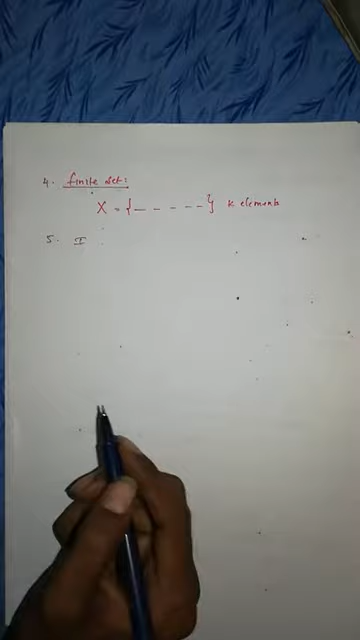 4. finite set:
X = { _ _ _ _ _ } k elements
5. I